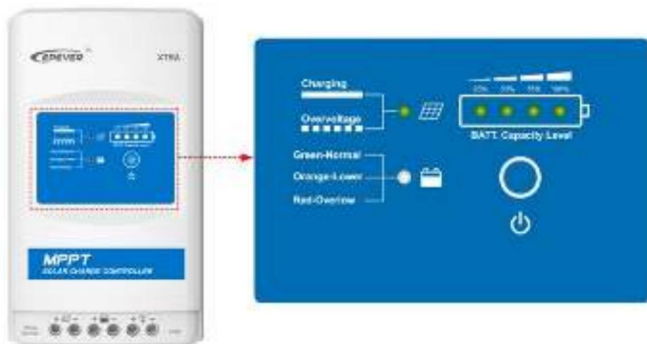 EPEVER
XTRA
MPPT
SOLAR CHARGE CONTROLLER
Charging
Overvoltage
Green-Normal
Orange-Lower
Red-Overlow
25% 50% 75% 100%
BATT. Capacity Level